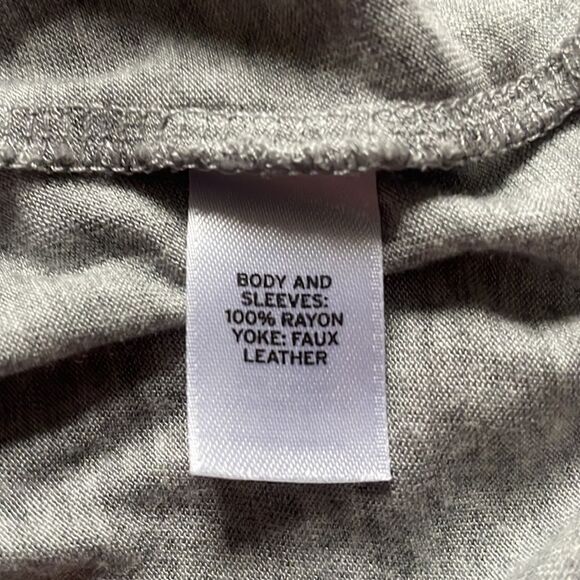 BODY AND
SLEEVES:
100% RAYON
YOKE: FAUX
LEATHER